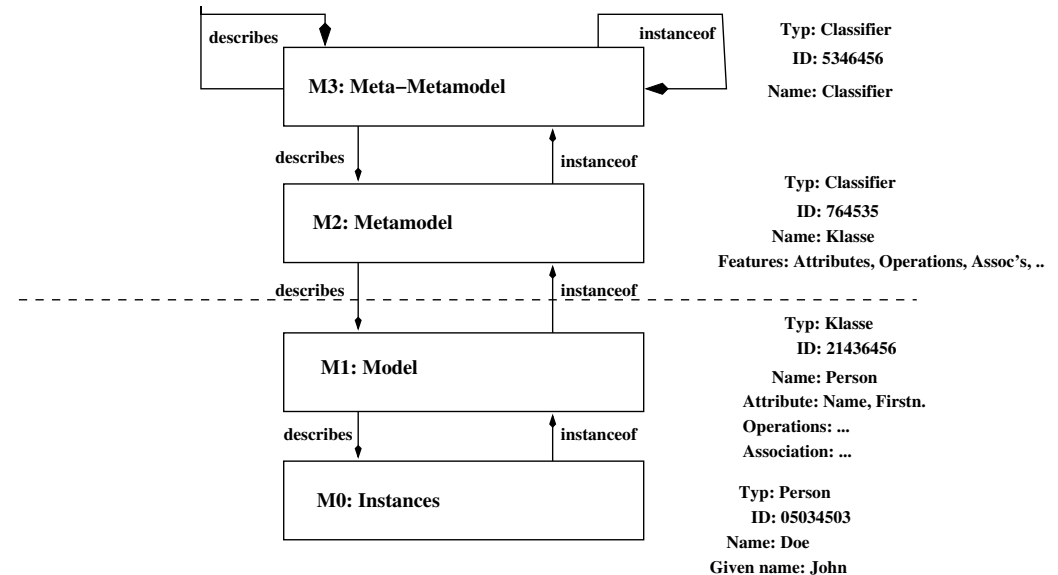 describes
instanceof
M3: Meta−Metamodel
Typ: Classifier
ID: 5346456
Name: Classifier
describes
instanceof
M2: Metamodel
Typ: Classifier
ID: 764535
Name: Klasse
Features: Attributes, Operations, Assoc's, ..
describes
instanceof
M1: Model
Typ: Klasse
ID: 21436456
Name: Person
Attribute: Name, Firstn.
Operations: ...
Association: ...
describes
instanceof
M0: Instances
Typ: Person
ID: 05034503
Name: Doe
Given name: John